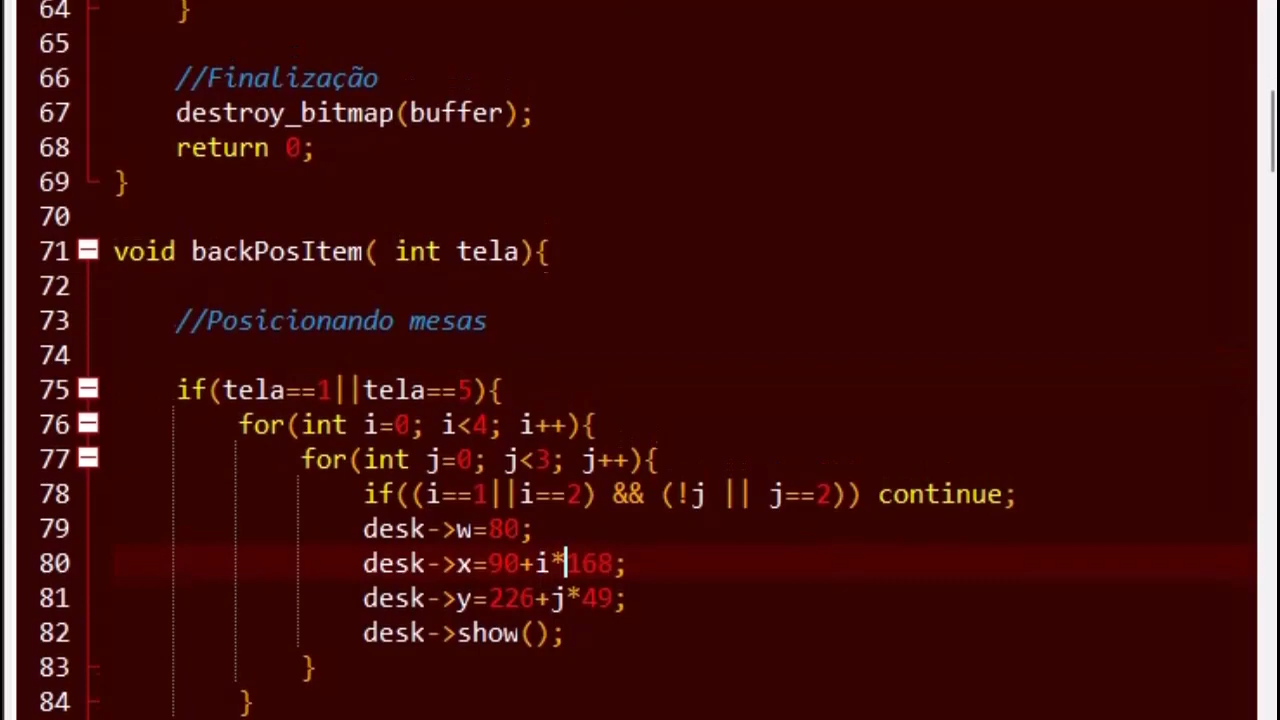 64 }
65
66 //Finalização
67 destroy_bitmap(buffer);
68 return 0;
69 }
70
71 void backPosItem( int tela){
72
73 //Posicionando mesas
74
75 if(tela==1||tela==5){
76 for(int i=0; i<4; i++){
77 for(int j=0; j<3; j++){
78 if((i==1||i==2) && (!j || j==2)) continue;
79 desk->w=80;
80 desk->x=90+i*168;
81 desk->y=226+j*49;
82 desk->show();
83 }
84 }